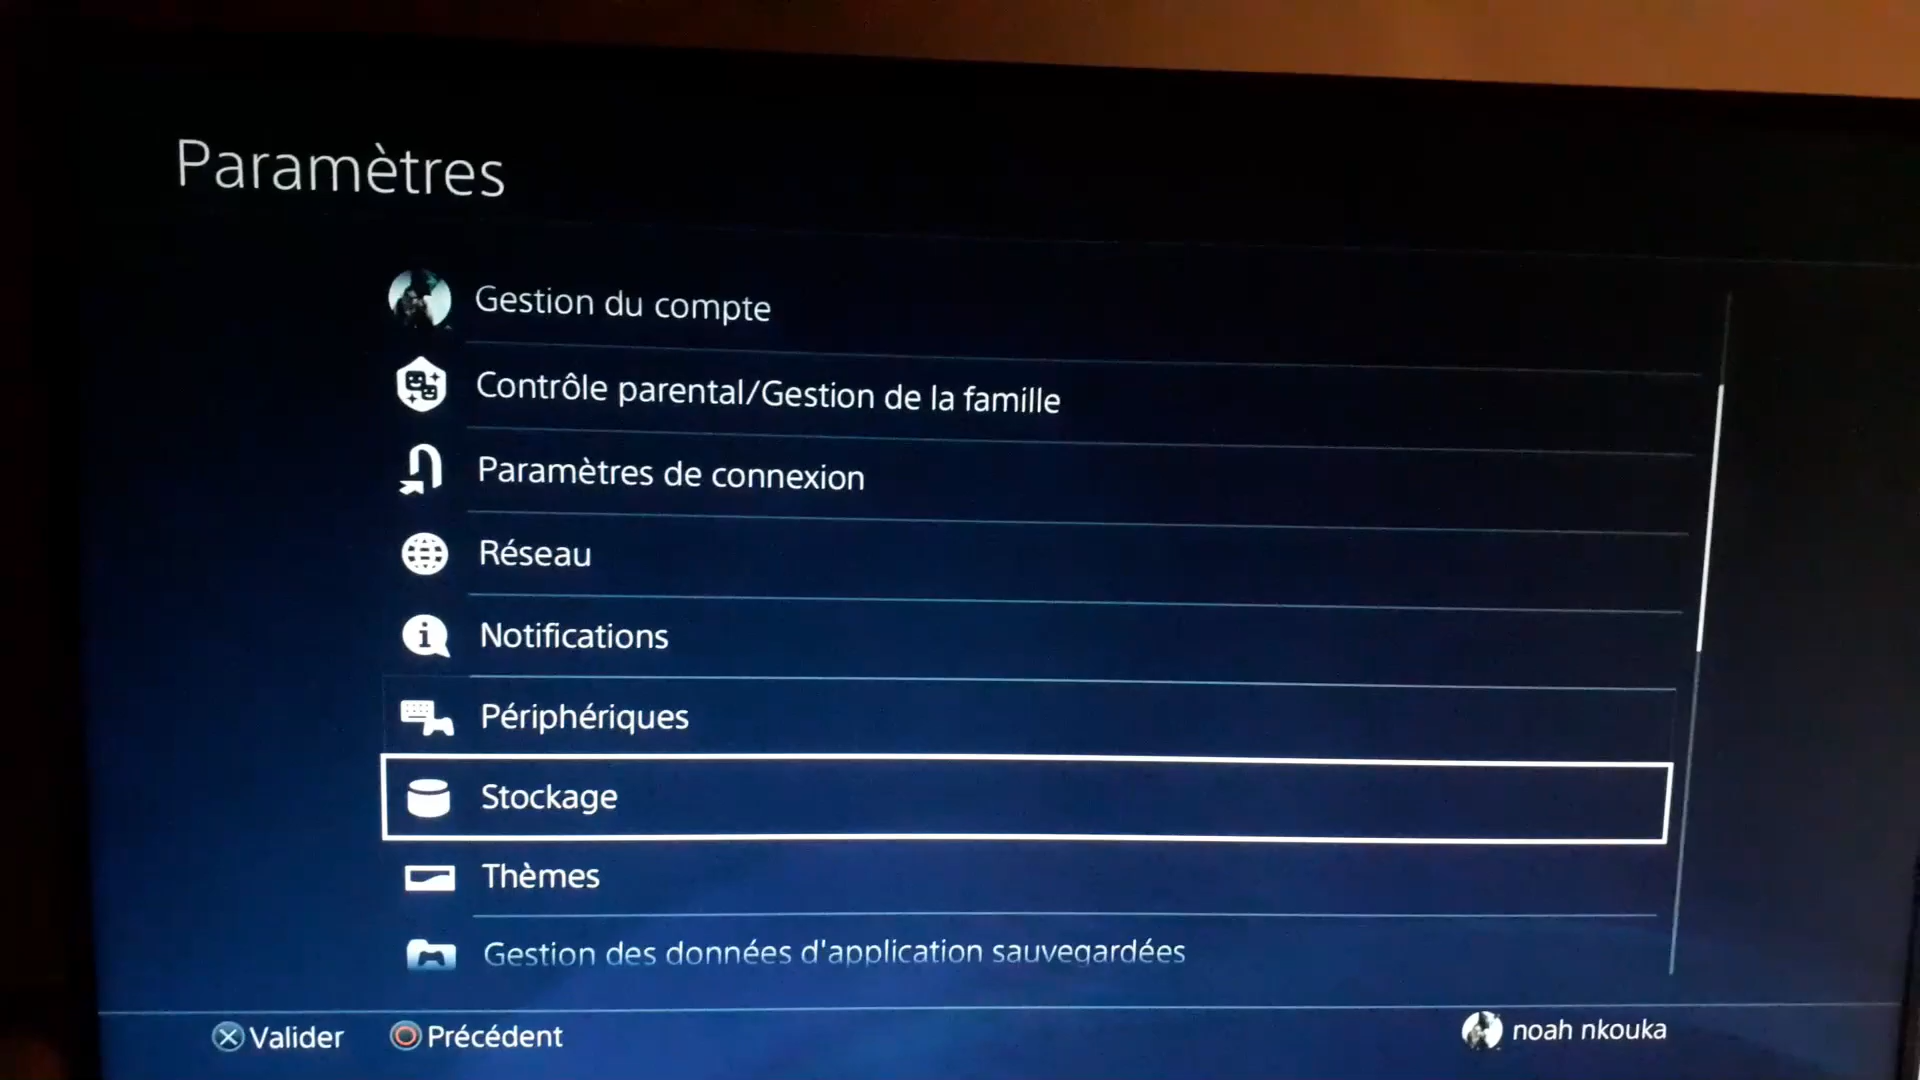 Paramètres
Gestion du compte
Contrôle parental/Gestion de la famille
Paramètres de connexion
Réseau
Notifications
Périphériques
Stockage
Thèmes
Gestion des données d'application sauvegardées
Valider
Précédent
noah nkouka